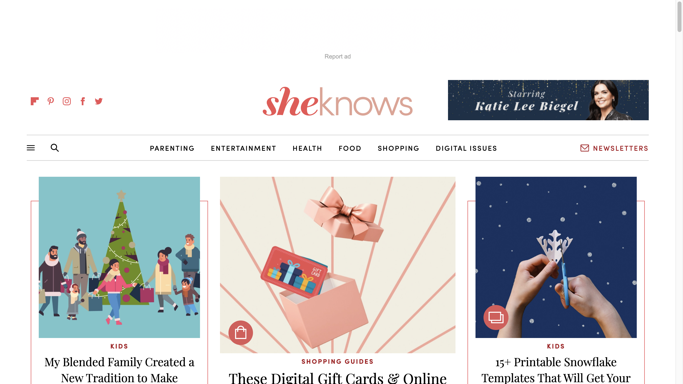 Report ad
sheknows
Starring
Katie Lee Biegel
PARENTING ENTERTAINMENT HEALTH FOOD SHOPPING DIGITAL ISSUES
NEWSLETTERS
GIFT CARD
KIDS
My Blended Family Created a
New Tradition to Make
SHOPPING GUIDES
These Digital Gift Cards & Online
KIDS
15+ Printable Snowflake
Templates That Will Get Your